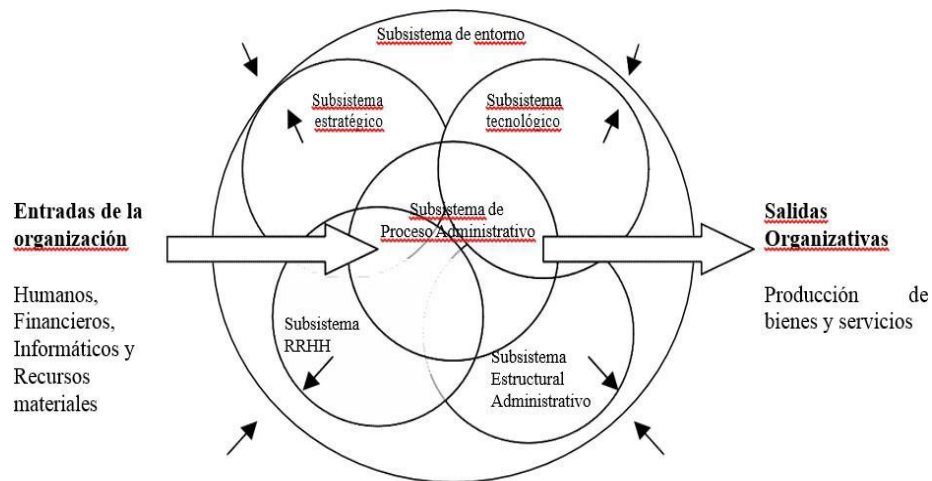 Subsistema de entorno
Subsistema
estratégico
Subsistema
tecnológico
Entradas de la
organización
Subsistema de
Proceso Administrativo
Salidas
Organizativas
Humanos,
Financieros,
Informáticos y
Recursos
materiales
Subsistema
RRHH
Subsistema
Estructural
Administrativo
Producción de
bienes y servicios